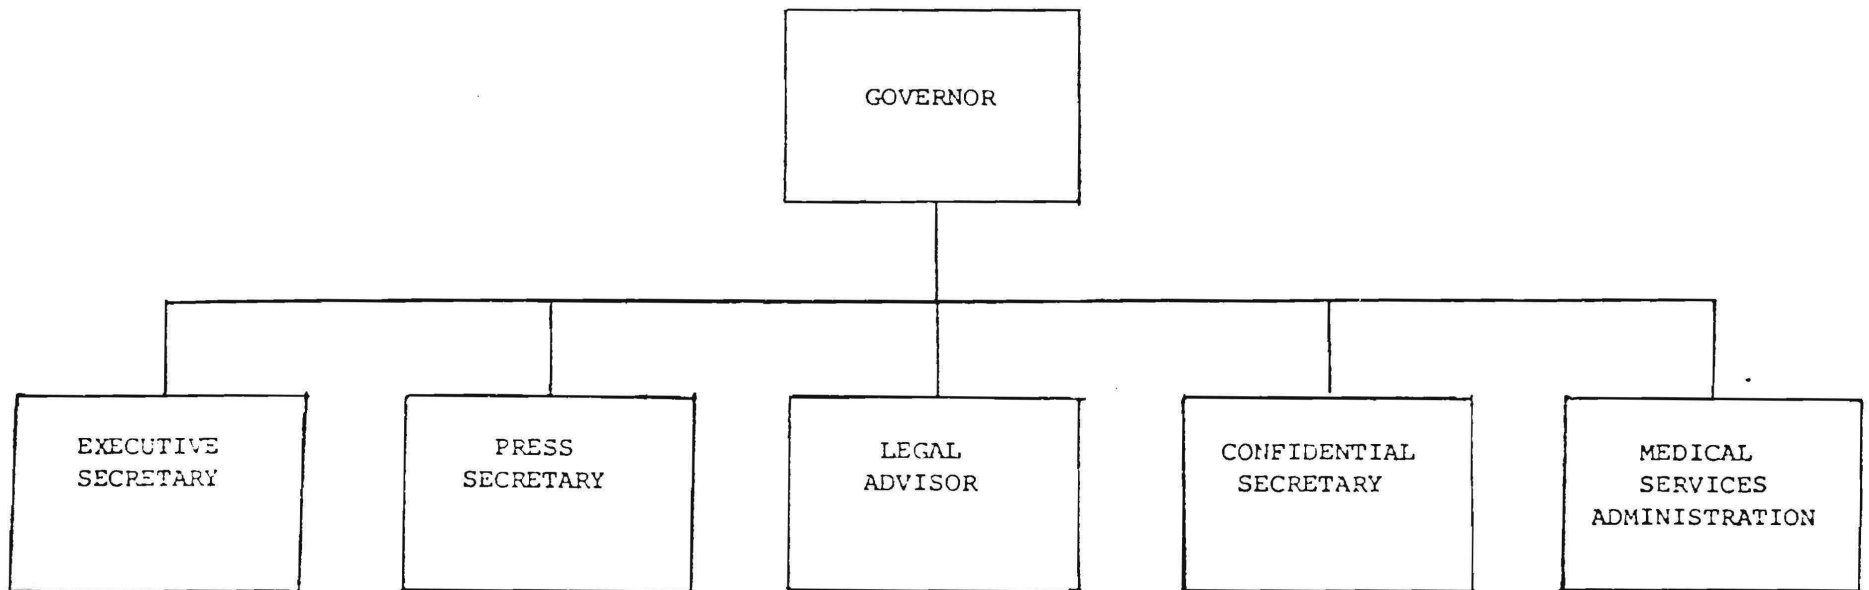 GOVERNOR
EXECUTIVE
SECRETARY
PRESS
SECRETARY
LEGAL
ADVISOR
CONFIDENTIAL
SECRETARY
MEDICAL
SERVICES
ADMINISTRATION